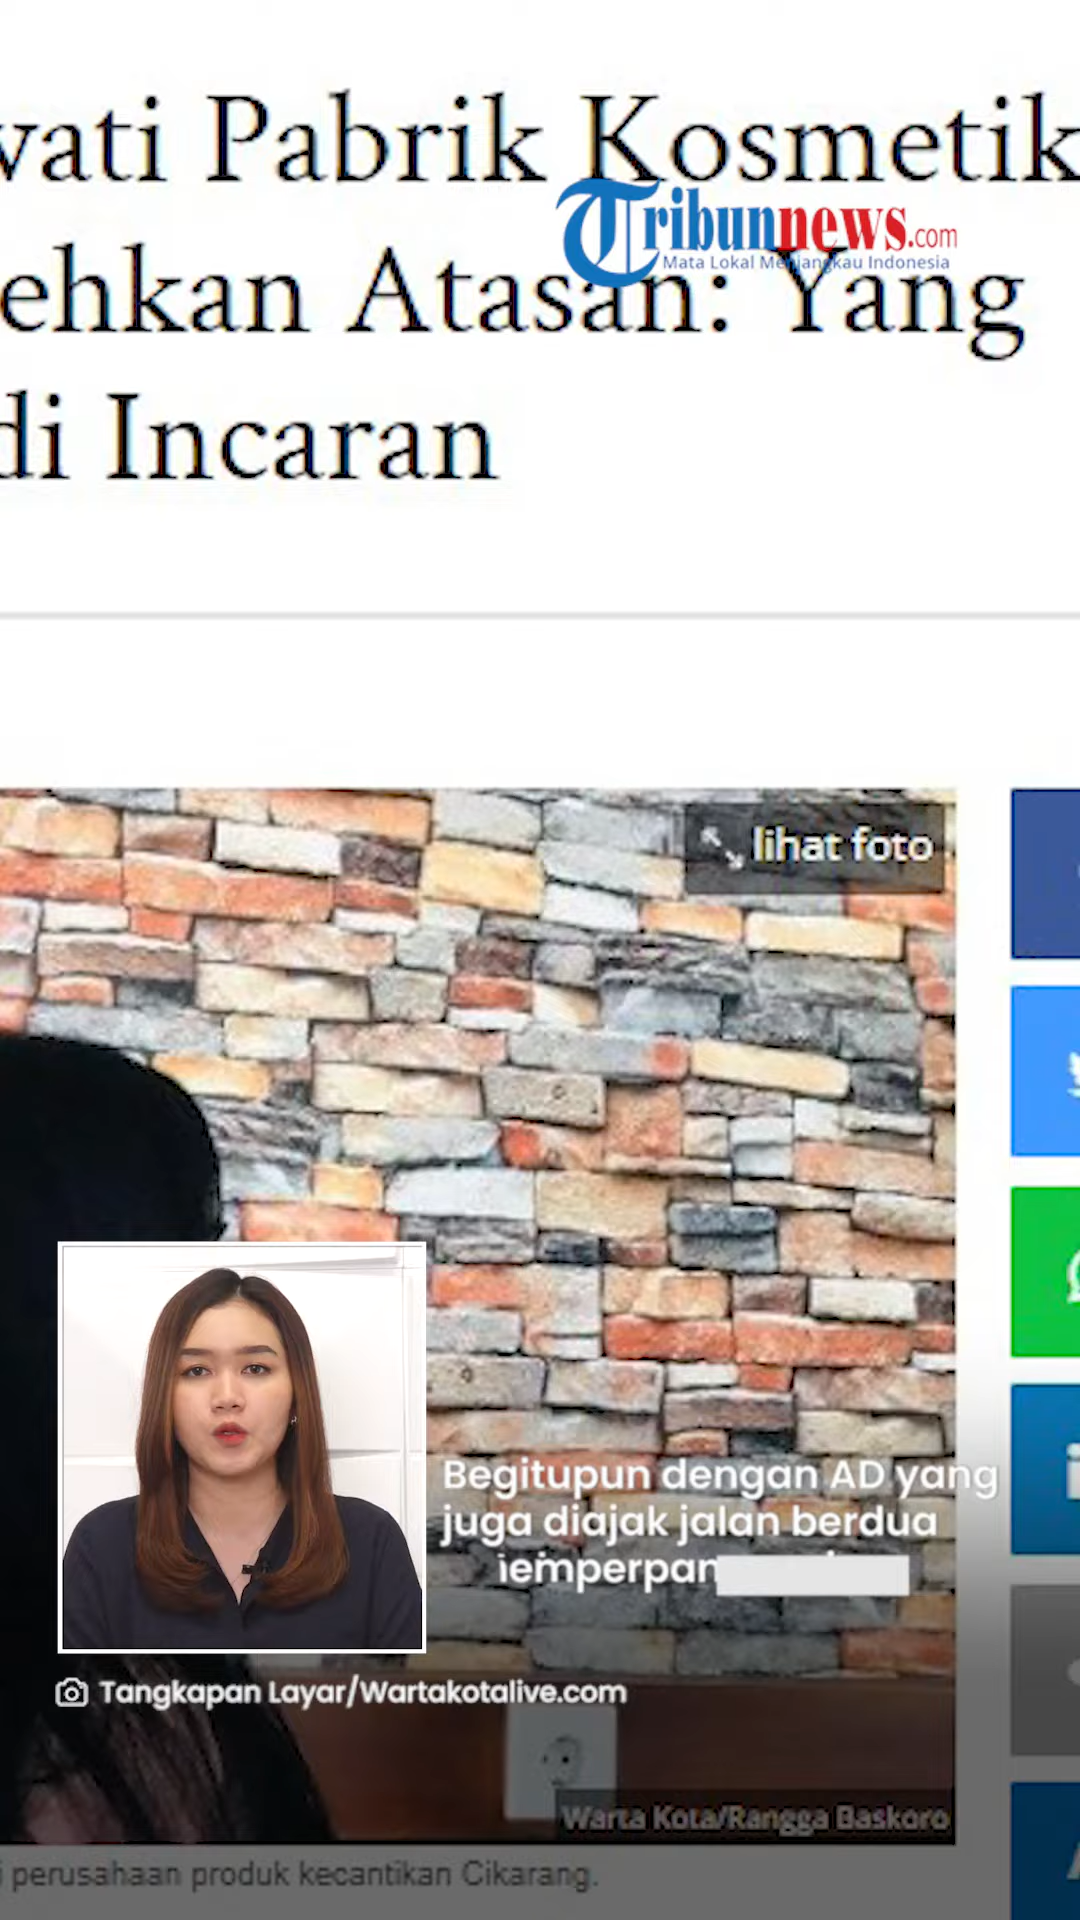 vati Pabrik Kosmetik
Tribunnews.com
Mata Lokal Menjangkau Indonesia
ehkan Atasan: Yang
di Incaran
lihat foto
Begitupun dengan AD yang
juga diajak jalan berdua
Tangkapan Layar/Wartakotalive.com
Warta Kota/Rangga Baskoro
perusahaan produk kecantikan Cikarang.